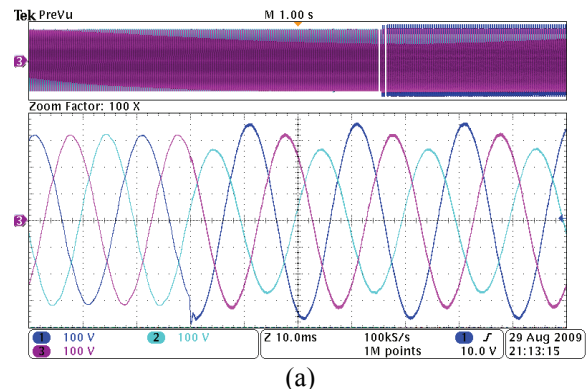 Tek PreVu M 1.00 s
3
Zoom Factor: 100 X
3
1 100 V 2 100 V Z 10.0ms 100kS/s 1 29 Aug 2009
3 100 V 1M points 10.0 V 21:13:15
(a)